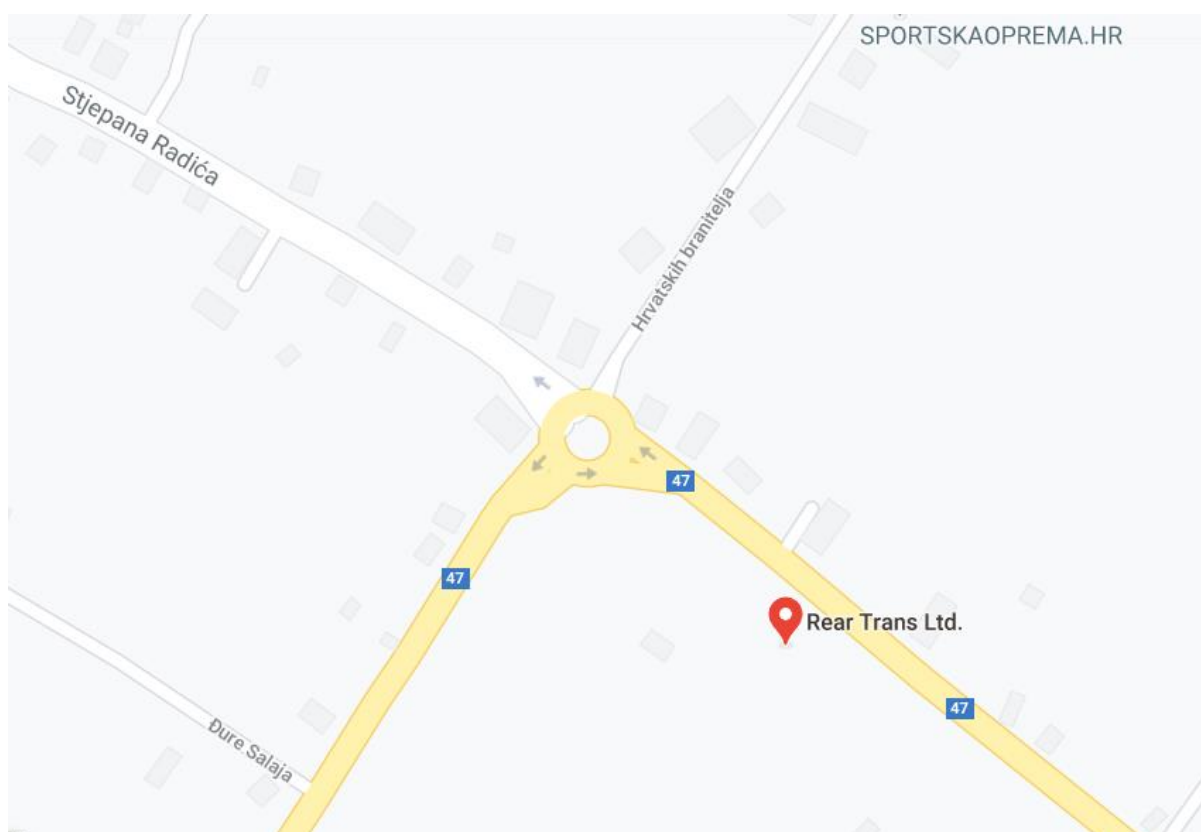 SPORTSKAOPREMA.HR
Stjepana Radića
Hrvatskih branitelja
47
47
Rear Trans Ltd.
47
Đure Salaja